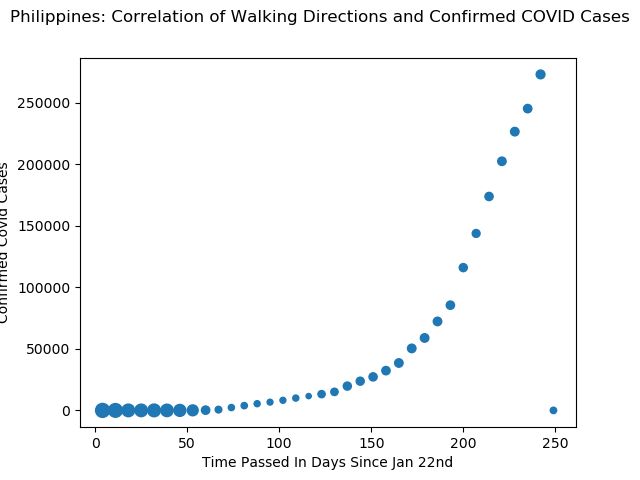 Philippines: Correlation of Walking Directions and Confirmed COVID Cases
250000
200000
150000
100000
50000
0
Confirmed Covid Cases
0 50 100 150 200 250
Time Passed In Days Since Jan 22nd